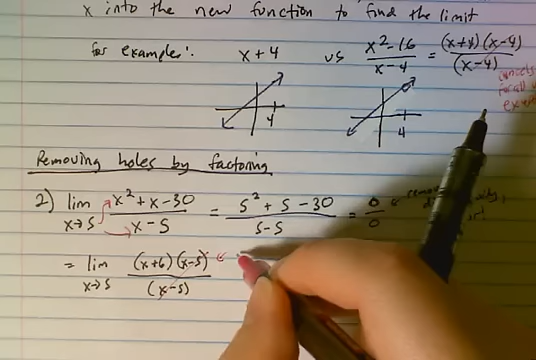 x into the new function to find the limit
for example: x + 4 vs x² - 16 / x - 4 = (x+4)(x-4) / (x-4)
4 4
Removing holes by factoring
2) lim x→5 x² + x - 30 / x - 5 = 5² + 5 - 30 / 5 - 5 = 0 / 0
= lim x→5 (x+6)(x-5) / (x-5)